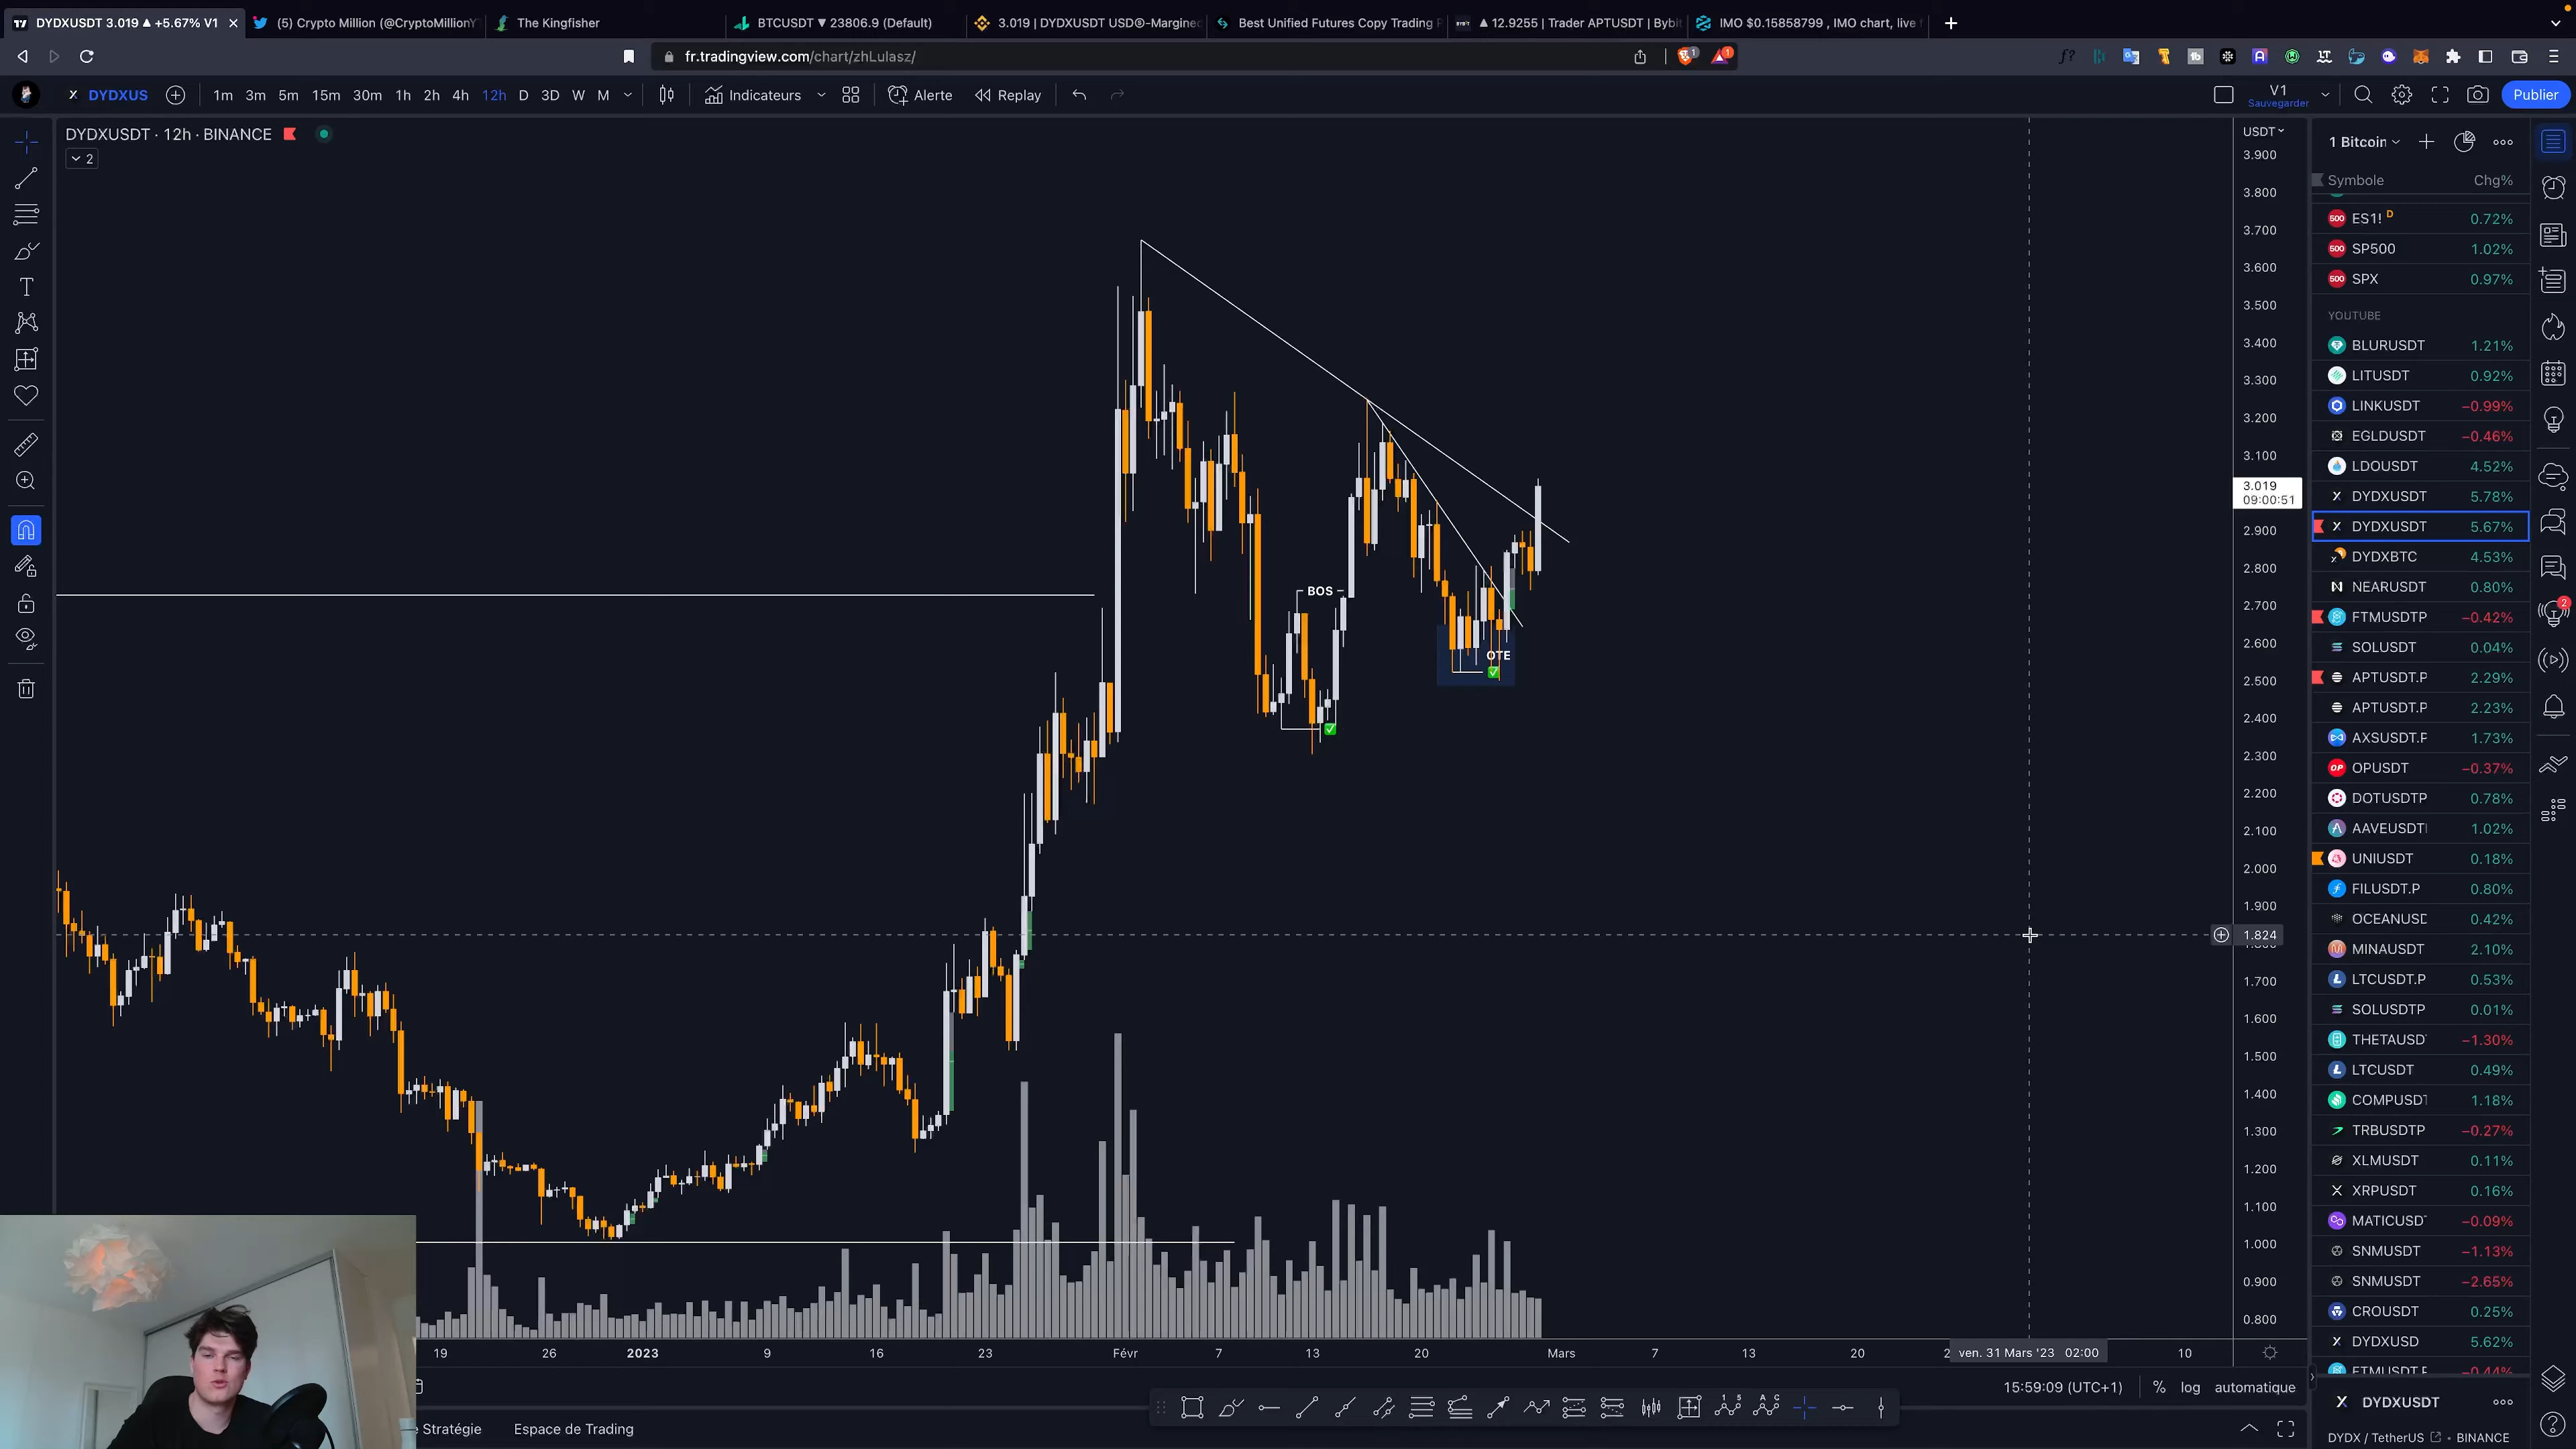 DYDXUSDT 3.019 ▲ +5.67% V1
(5) Crypto Million (@CryptoMillionY
The Kingfisher
BTCUSDT ▼ 23806.9 (Default)
3.019 | DYDXUSDT USDⓈ-Margined
Best Unified Futures Copy Trading P
▲ 12.9255 | Trader APTUSDT | Bybit
IMO $0.15858799 , IMO chart, live
fr.tradingview.com/chart/zhLulasz/
DYDXUS
1m 3m 5m 15m 30m 1h 2h 4h 12h D 3D W M
Indicateurs
Alerte
Replay
V1
Sauvegarder
Publier
DYDXUSDT · 12h · BINANCE
2
USDT
3.900
3.800
3.700
3.600
3.500
3.400
3.300
3.200
3.100
3.019
09:00:51
2.900
2.800
2.700
2.600
2.500
2.400
2.300
2.200
2.100
2.000
1.900
1.824
1.700
1.600
1.500
1.400
1.300
1.200
1.100
1.000
0.900
0.800
BOS
OTE
19 26 2023 9 16 23 Févr 7 13 20 Mars 7 13 20 ven. 31 Mars '23 02:00 10
15:59:09 (UTC+1) % log automatique
Stratégie
Espace de Trading
1 Bitcoin
Symbole Chg%
ES1! D 0.72%
SP500 1.02%
SPX 0.97%
YOUTUBE
BLURUSDT 1.21%
LITUSDT 0.92%
LINKUSDT −0.99%
EGLDUSDT −0.46%
LDOUSDT 4.52%
DYDXUSDT 5.78%
DYDXUSDT 5.67%
DYDXBTC 4.53%
NEARUSDT 0.80%
FTMUSDTP −0.42%
SOLUSDT 0.04%
APTUSDT.P 2.29%
APTUSDT.P 2.23%
AXSUSDT.P 1.73%
OPUSDT −0.37%
DOTUSDTP 0.78%
AAVEUSDT 1.02%
UNIUSDT 0.18%
FILUSDT.P 0.80%
OCEANUSD 0.42%
MINAUSDT 2.10%
LTCUSDT.P 0.53%
SOLUSDTP 0.01%
THETAUSD −1.30%
LTCUSDT 0.49%
COMPUSDT 1.18%
TRBUSDTP −0.27%
XLMUSDT 0.11%
XRPUSDT 0.16%
MATICUSD −0.09%
SNMUSDT −1.13%
SNMUSDT −2.65%
CROUSDT 0.25%
DYDXUSD 5.62%
FTMUSDT.P −0.44%
DYDXUSDT
DYDX / TetherUS · BINANCE